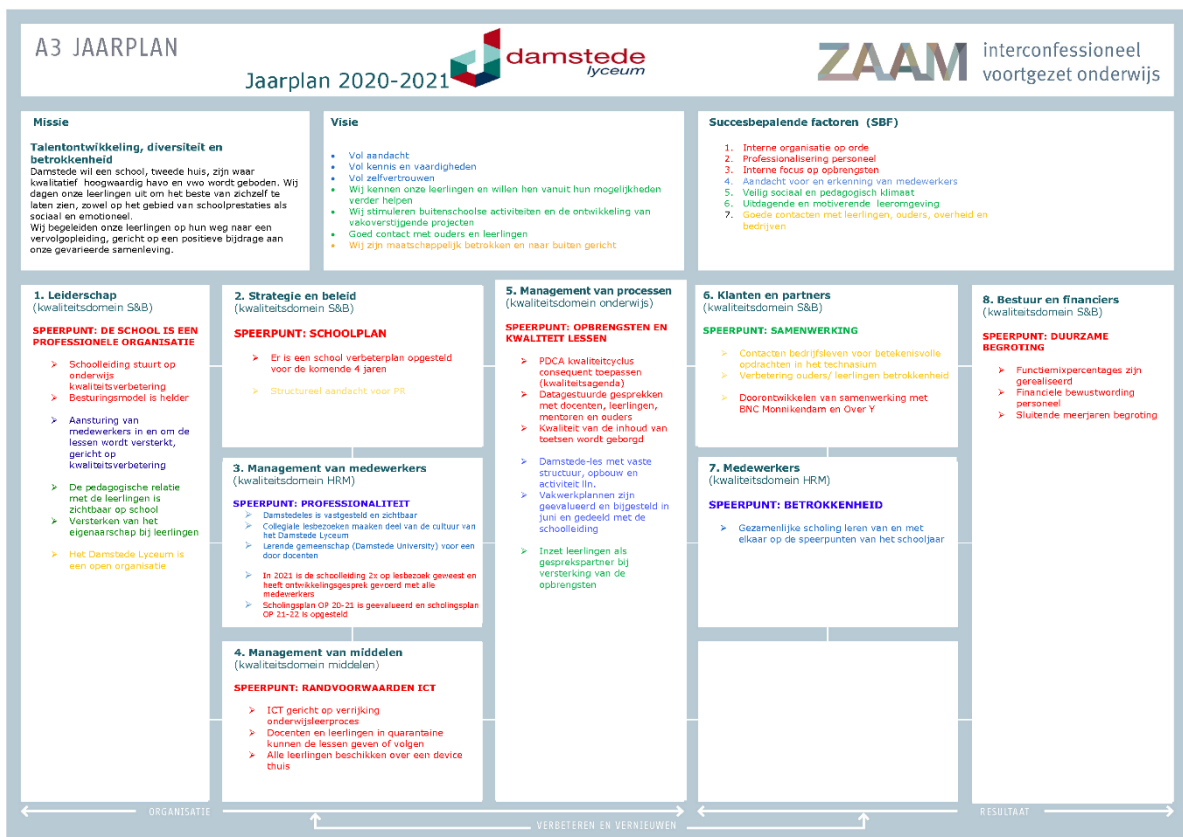 A3 JAARPLAN
Jaarplan 2020-2021
damstede
lyceum
ZAAM
interconfessioneel
voortgezet onderwijs
Missie
Talentontwikkeling, diversiteit en
betrokkenheid
Damstede wil een school, tweede huis, zijn waar
kwalitatief hoogwaardig havo en vwo wordt geboden. Wij
dagen onze leerlingen uit om het beste van zichzelf te
laten zien, zowel op het gebied van schoolprestaties als
sociaal en emotioneel.
Wij begeleiden onze leerlingen op hun weg naar een
vervolgopleiding, gericht op een positieve bijdrage aan
onze gevarieerde samenleving.
Visie
• Vol aandacht
• Vol kennis en vaardigheden
• Vol zelfvertrouwen
• Wij kennen onze leerlingen en willen hen vanuit hun mogelijkheden
verder helpen
• Wij stimuleren buitenschoolse activiteiten en de ontwikkeling van
vakoverstijgende projecten
• Goed contact met ouders en leerlingen
• Wij zijn maatschappelijk betrokken en naar buiten gericht
Succesbepalende factoren (SBF)
1. Interne organisatie op orde
2. Professionalisering personeel
3. Interne focus op opbrengsten
4. Aandacht voor en erkenning van medewerkers
5. Veilig sociaal en pedagogisch klimaat
6. Uitdagende en motiverende leeromgeving
7. Goede contacten met leerlingen, ouders, overheid en
bedrijven
1. Leiderschap
(kwaliteitsdomein S&B)
SPEERPUNT: DE SCHOOL IS EEN
PROFESSIONELE ORGANISATIE
➢ Schoolleiding stuurt op
onderwijs
kwaliteitsverbetering
➢ Besturingsmodel is helder
➢ Aansturing van
medewerkers in en om de
lessen wordt versterkt,
gericht op
kwaliteitsverbetering
➢ De pedagogische relatie
met de leerlingen is
zichtbaar op school
➢ Versterken van het
eigenaarschap bij leerlingen
➢ Het Damstede Lyceum is
een open organisatie
2. Strategie en beleid
(kwaliteitsdomein S&B)
SPEERPUNT: SCHOOLPLAN
➢ Er is een school verbeterplan opgesteld
voor de komende 4 jaren
➢ Structureel aandacht voor PR
3. Management van medewerkers
(kwaliteitsdomein HRM)
SPEERPUNT: PROFESSIONALITEIT
➢ Damstedeles is vastgesteld en zichtbaar
➢ Collegiale lesbezoeken maaken deel van de cultuur van
het Damstede Lyceum
➢ Lerende gemeenschap (Damstede University) voor een
door docenten
➢ In 2021 is de schoolleiding 2x op lesbezoek geweest en
heeft ontwikkelingsgesprek gevoerd met alle
medewerkers
➢ Scholingsplan OP 20-21 is geevalueerd en scholingsplan
OP 21-22 is opgesteld
4. Management van middelen
(kwaliteitsdomein middelen)
SPEERPUNT: RANDVOORWAARDEN ICT
➢ ICT gericht op verrijking
onderwijsleerproces
➢ Docenten en leerlingen in quarantaine
kunnen de lessen geven of volgen
➢ Alle leerlingen beschikken over een device
thuis
5. Management van processen
(kwaliteitsdomein onderwijs)
SPEERPUNT: OPBRENGSTEN EN
KWALITEIT LESSEN
➢ PDCA kwaliteitcyclus
consequent toepassen
(kwaliteitsagenda)
➢ Datagestuurde gesprekken
met docenten, leerlingen,
mentoren en ouders
➢ Kwaliteit van de inhoud van
toetsen wordt geborgd
➢ Damstede-les met vaste
structuur, opbouw en
activiteit lln.
➢ Vakwerkplannen zijn
geevalueerd en bijgesteld in
juni en gedeeld met de
schoolleiding
➢ Inzet leerlingen als
gesprekspartner bij
versterking van de
opbrengsten
6. Klanten en partners
(kwaliteitsdomein S&B)
SPEERPUNT: SAMENWERKING
➢ Contacten bedrijfsleven voor betekenisvolle
opdrachten in het technasium
➢ Verbetering ouders/ leerlingen betrokkenheid
➢ Doorontwikkelen van samenwerking met
BNC Monnikendam en Over Y
7. Medewerkers
(kwaliteitsdomein HRM)
SPEERPUNT: BETROKKENHEID
➢ Gezamenlijke scholing leren van en met
elkaar op de speerpunten van het schooljaar
8. Bestuur en financiers
(kwaliteitsdomein S&B)
SPEERPUNT: DUURZAME
BEGROTING
➢ Functiemixpercentages zijn
gerealiseerd
➢ Financiele bewustwording
personeel
➢ Sluitende meerjaren begroting
ORGANISATIE
VERBETEREN EN VERNIEUWEN
RESULTAAT